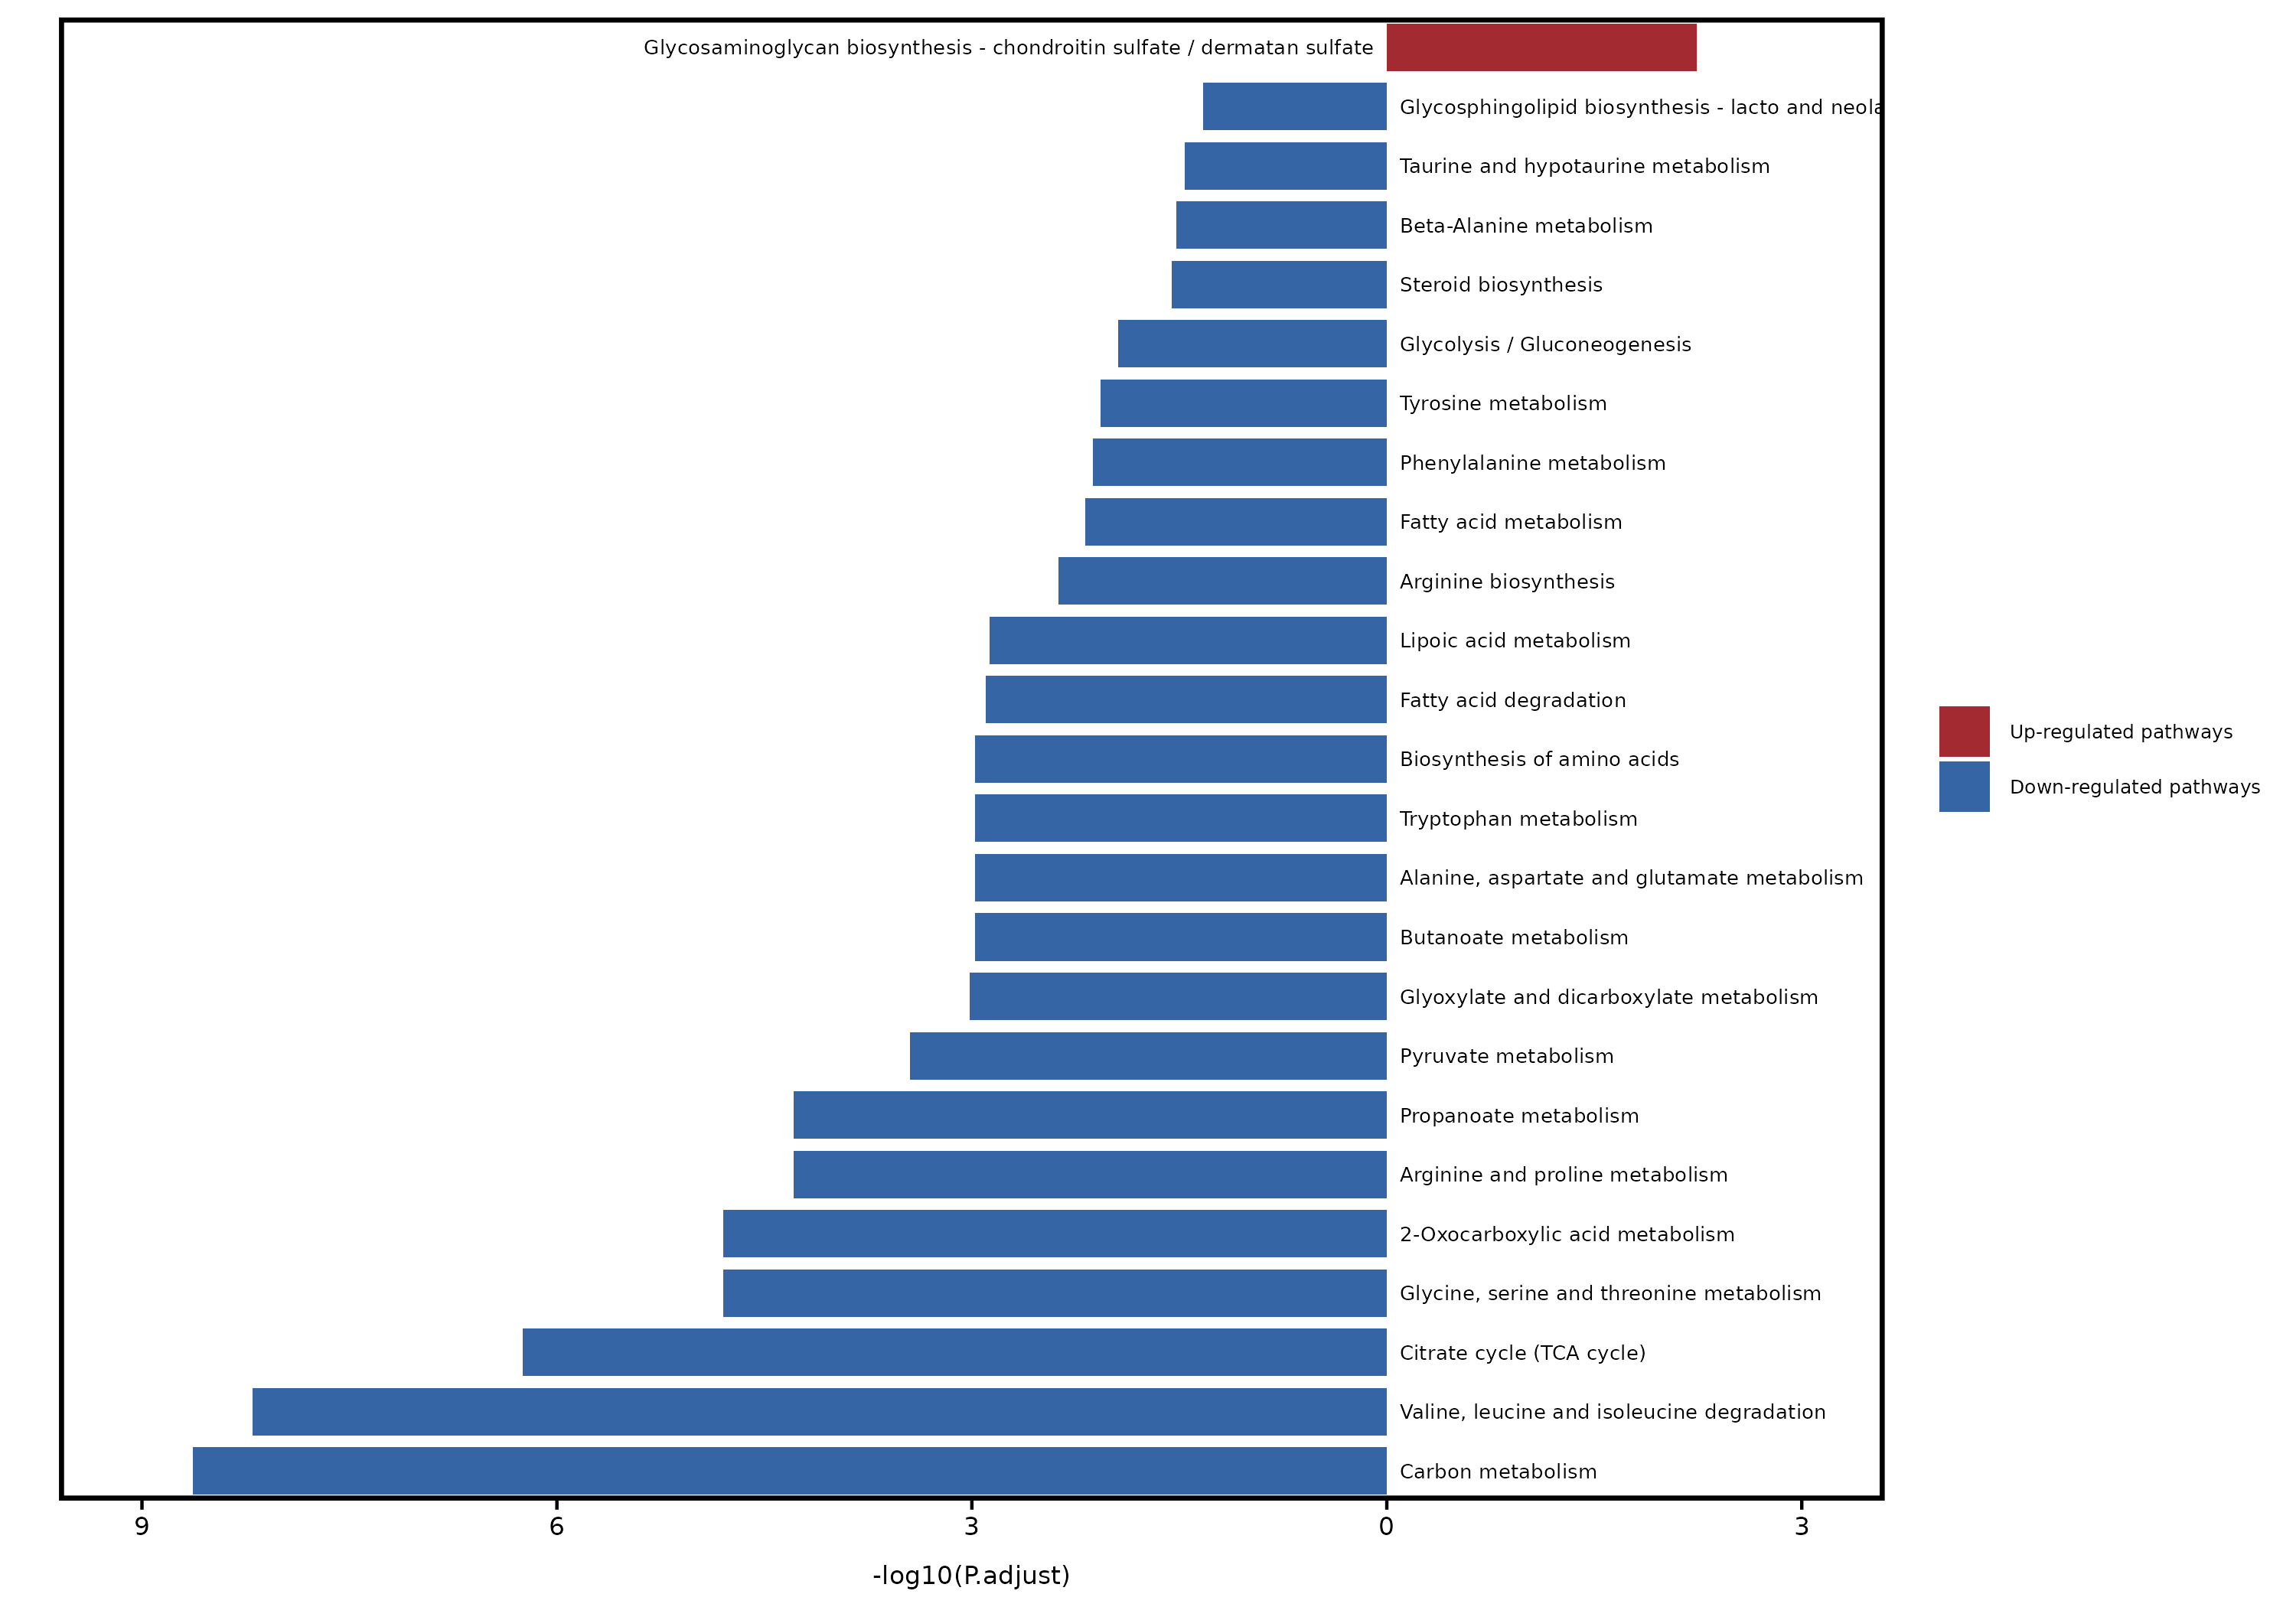 Glycosaminoglycan biosynthesis - chondroitin sulfate / dermatan sulfate
Glycosphingolipid biosynthesis - lacto and neola
Taurine and hypotaurine metabolism
Beta-Alanine metabolism
Steroid biosynthesis
Glycolysis / Gluconeogenesis
Tyrosine metabolism
Phenylalanine metabolism
Fatty acid metabolism
Arginine biosynthesis
Lipoic acid metabolism
Fatty acid degradation
Biosynthesis of amino acids
Tryptophan metabolism
Alanine, aspartate and glutamate metabolism
Butanoate metabolism
Glyoxylate and dicarboxylate metabolism
Pyruvate metabolism
Propanoate metabolism
Arginine and proline metabolism
2-Oxocarboxylic acid metabolism
Glycine, serine and threonine metabolism
Citrate cycle (TCA cycle)
Valine, leucine and isoleucine degradation
Carbon metabolism
9 6 3 0 3
-log10(P.adjust)
Up-regulated pathways
Down-regulated pathways